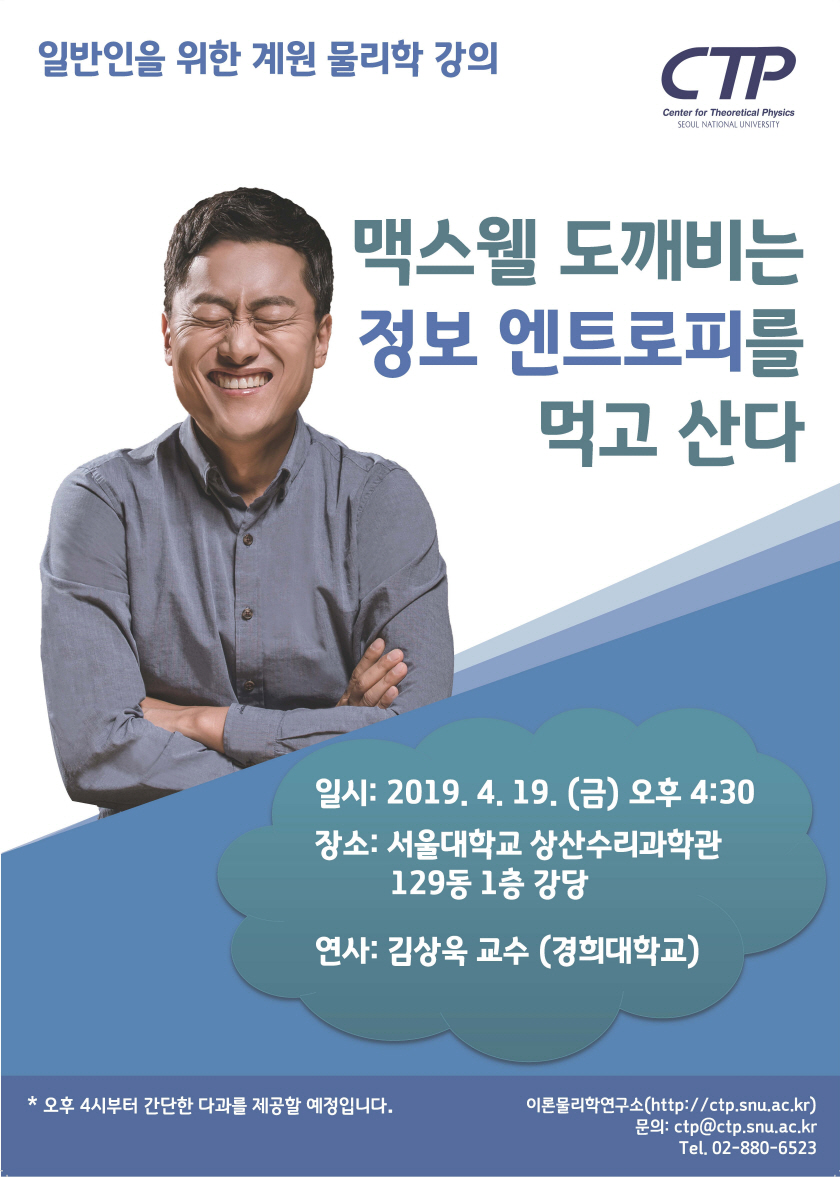 일반인을 위한 계원 물리학 강의
CTP
Center for Theoretical Physics
SEOUL NATIONAL UNIVERSITY
맥스웰 도깨비는
정보 엔트로피를
먹고 산다
일시: 2019. 4. 19. (금) 오후 4:30
장소: 서울대학교 상산수리과학관
129동 1층 강당
연사: 김상욱 교수 (경희대학교)
* 오후 4시부터 간단한 다과를 제공할 예정입니다.
이론물리학연구소(http://ctp.snu.ac.kr)
문의: ctp@ctp.snu.ac.kr
Tel. 02-880-6523